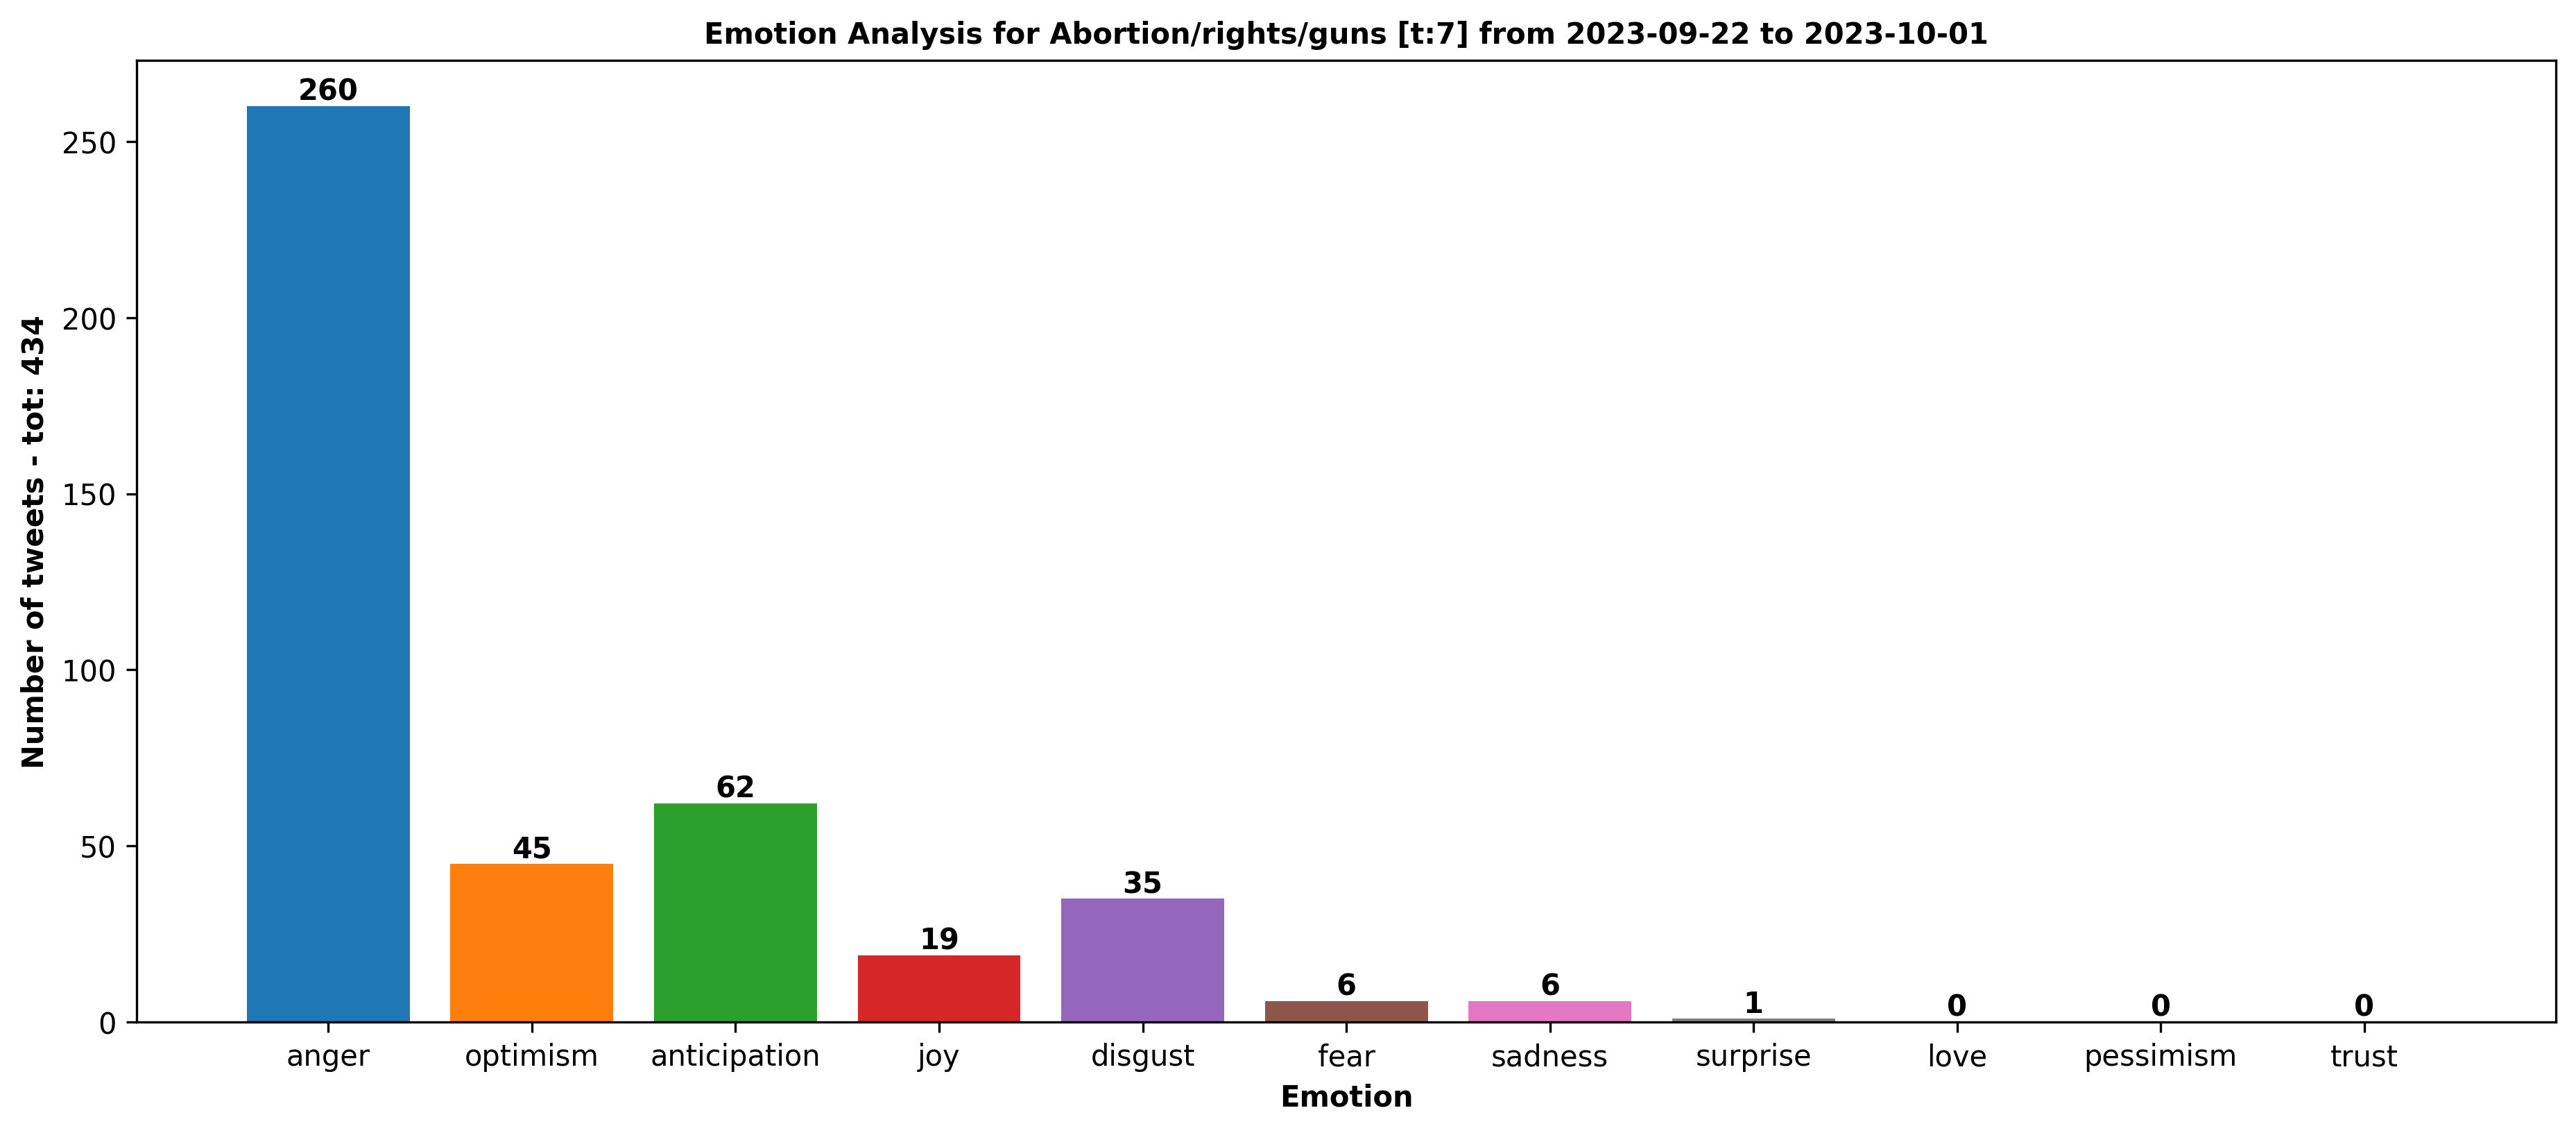 Emotion Analysis for Abortion/rights/guns [t:7] from 2023-09-22 to 2023-10-01
Number of tweets - tot: 434
250
200
150
100
50
0
260
45
62
19
35
6
6
1
0
0
0
anger
optimism
anticipation
joy
disgust
fear
sadness
surprise
love
pessimism
trust
Emotion